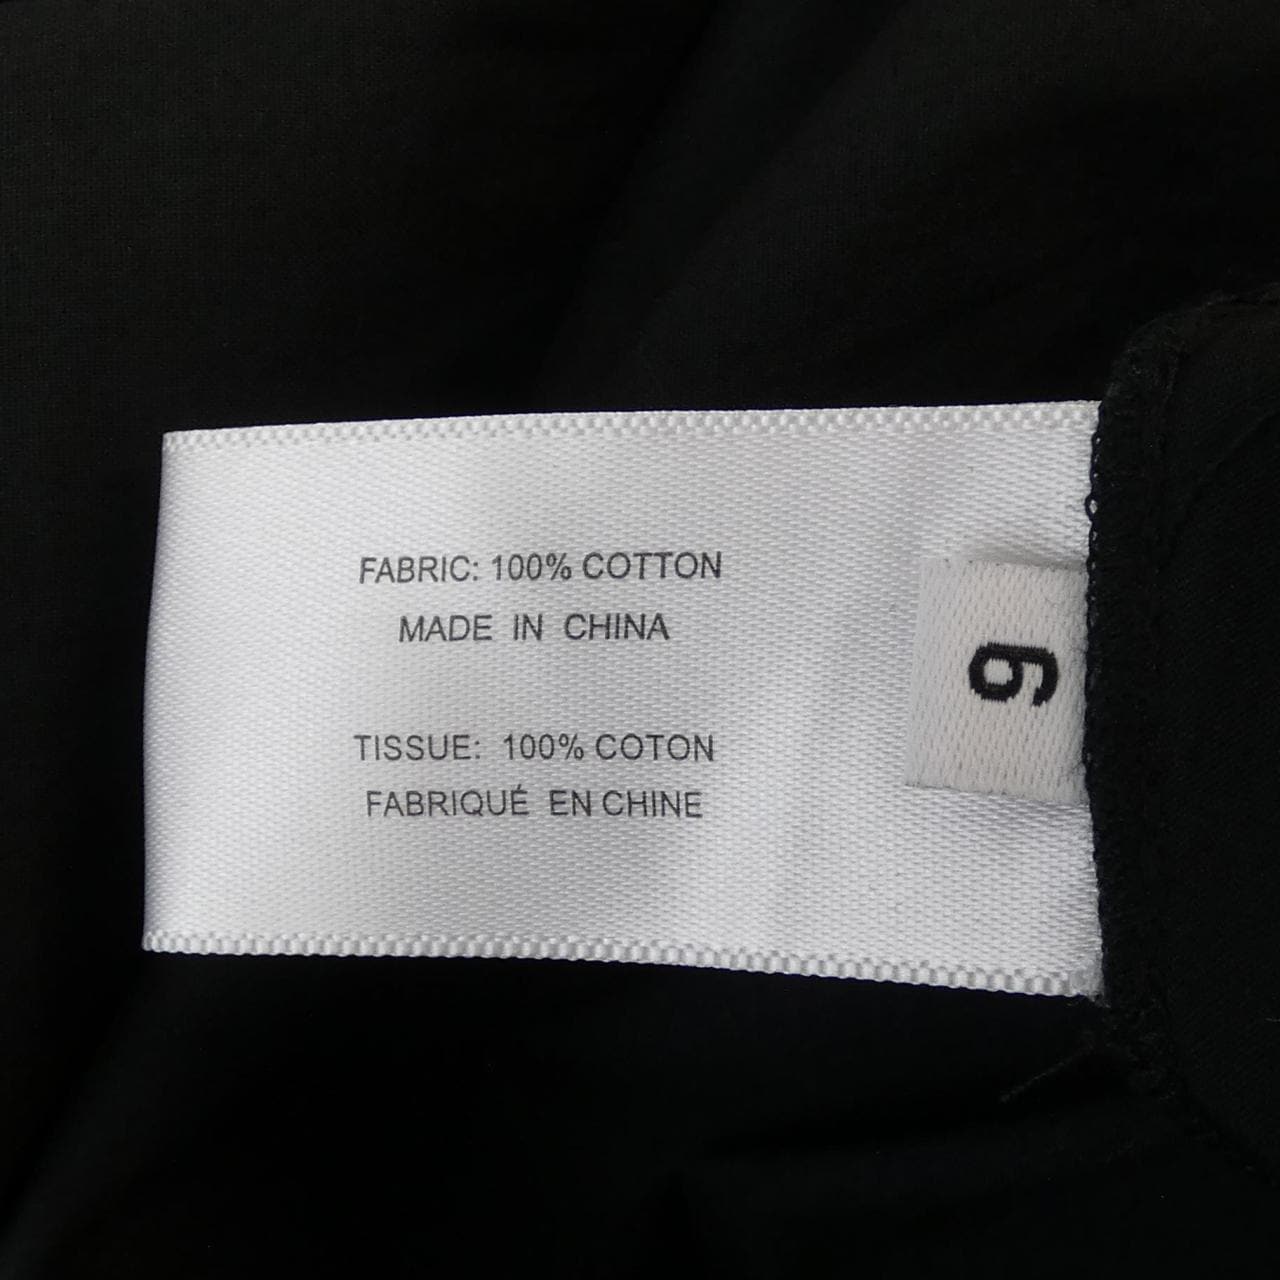 FABRIC: 100% COTTON
MADE IN CHINA
TISSUE: 100% COTON
FABRIQUÉ EN CHINE
6